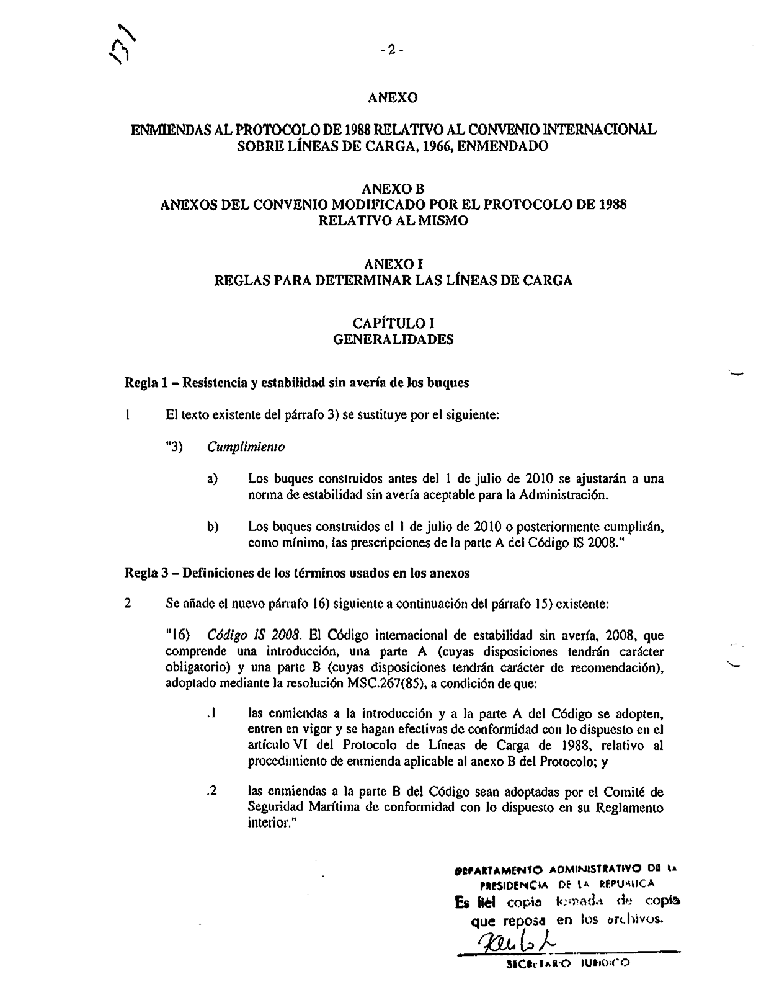 131
- 2 -
ANEXO
ENMIENDAS AL PROTOCOLO DE 1988 RELATIVO AL CONVENIO INTERNACIONAL
SOBRE LÍNEAS DE CARGA, 1966, ENMENDADO
ANEXO B
ANEXOS DEL CONVENIO MODIFICADO POR EL PROTOCOLO DE 1988
RELATIVO AL MISMO
ANEXO I
REGLAS PARA DETERMINAR LAS LÍNEAS DE CARGA
CAPÍTULO I
GENERALIDADES
Regla 1 – Resistencia y estabilidad sin avería de los buques
1 El texto existente del párrafo 3) se sustituye por el siguiente:
"3) Cumplimiento
a) Los buques construidos antes del 1 de julio de 2010 se ajustarán a una
norma de estabilidad sin avería aceptable para la Administración.
b) Los buques construidos el 1 de julio de 2010 o posteriormente cumplirán,
como mínimo, las prescripciones de la parte A del Código IS 2008."
Regla 3 – Definiciones de los términos usados en los anexos
2 Se añade el nuevo párrafo 16) siguiente a continuación del párrafo 15) existente:
"16) Código IS 2008. El Código internacional de estabilidad sin avería, 2008, que
comprende una introducción, una parte A (cuyas disposiciones tendrán carácter
obligatorio) y una parte B (cuyas disposiciones tendrán carácter de recomendación),
adoptado mediante la resolución MSC.267(85), a condición de que:
.1 las enmiendas a la introducción y a la parte A del Código se adopten,
entren en vigor y se hagan efectivas de conformidad con lo dispuesto en el
artículo VI del Protocolo de Líneas de Carga de 1988, relativo al
procedimiento de enmienda aplicable al anexo B del Protocolo; y
.2 las enmiendas a la parte B del Código sean adoptadas por el Comité de
Seguridad Marítima de conformidad con lo dispuesto en su Reglamento
interior."
DEPARTAMENTO ADMINISTRATIVO DE LA
PRESIDENCIA DE LA REPUBLICA
Es fiel copia tomada de copia
que reposa en los archivos.
SECRETARIO JURIDICO